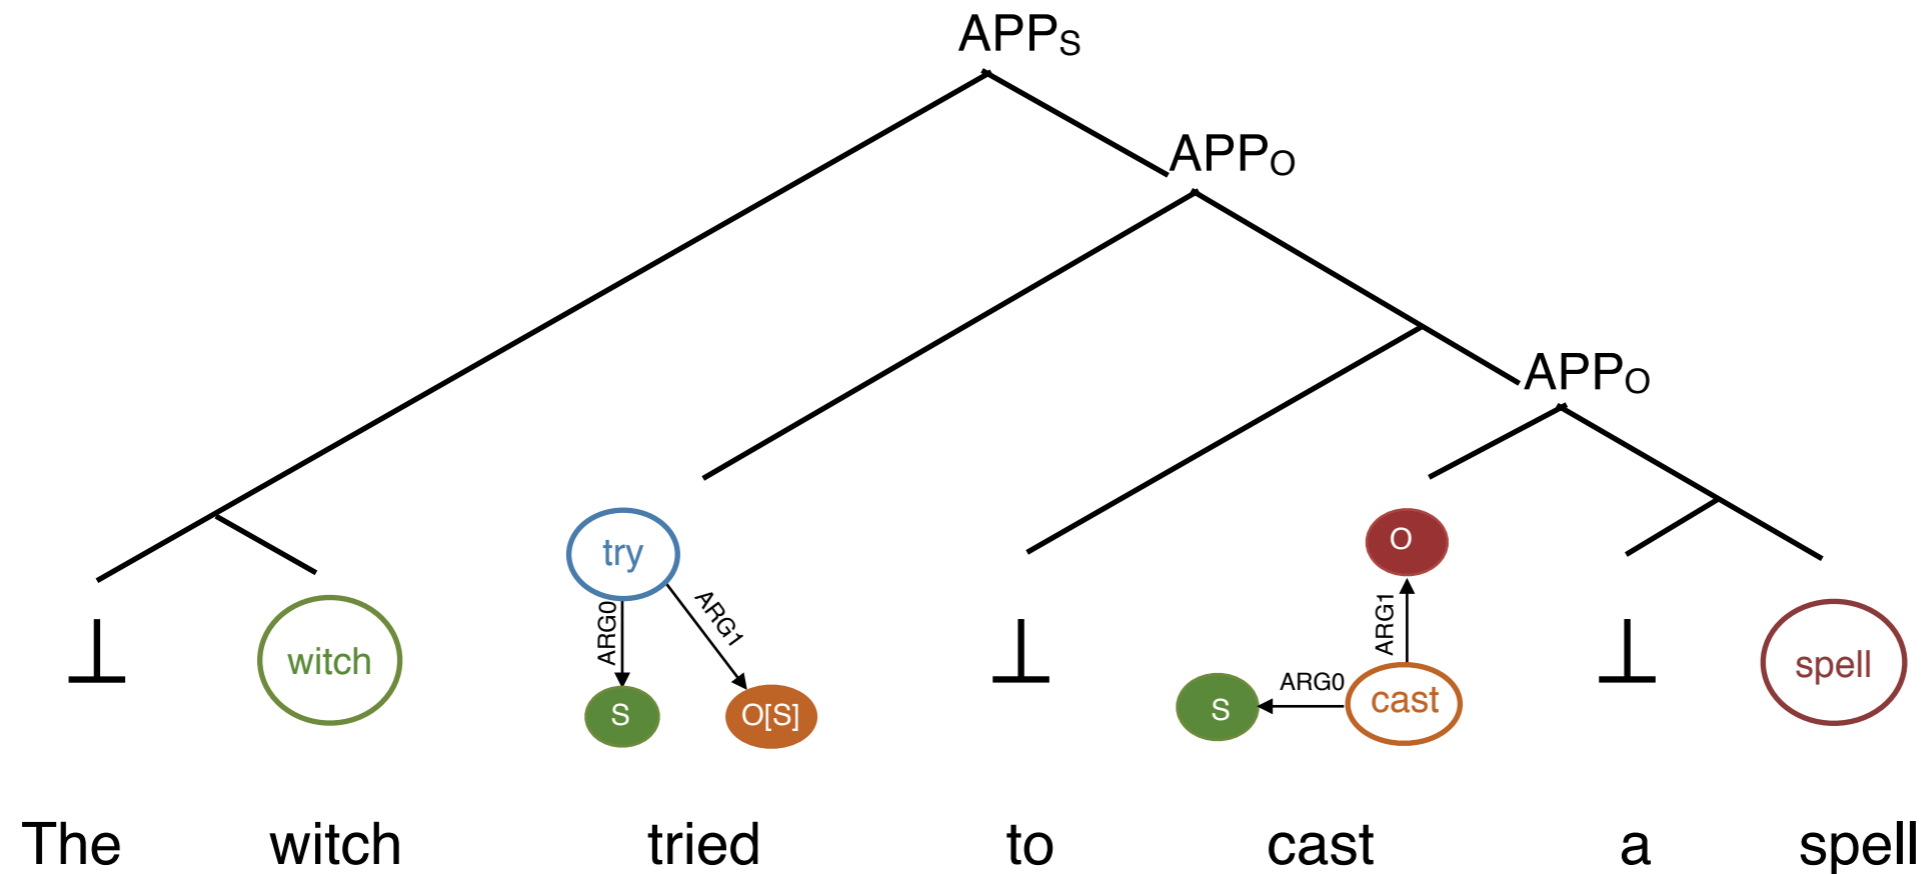 APPS
APPO
APPO
try
O
ARG0
ARG1
ARG1
witch
ARG0
cast
spell
S
O[S]
S
The witch tried to cast a spell